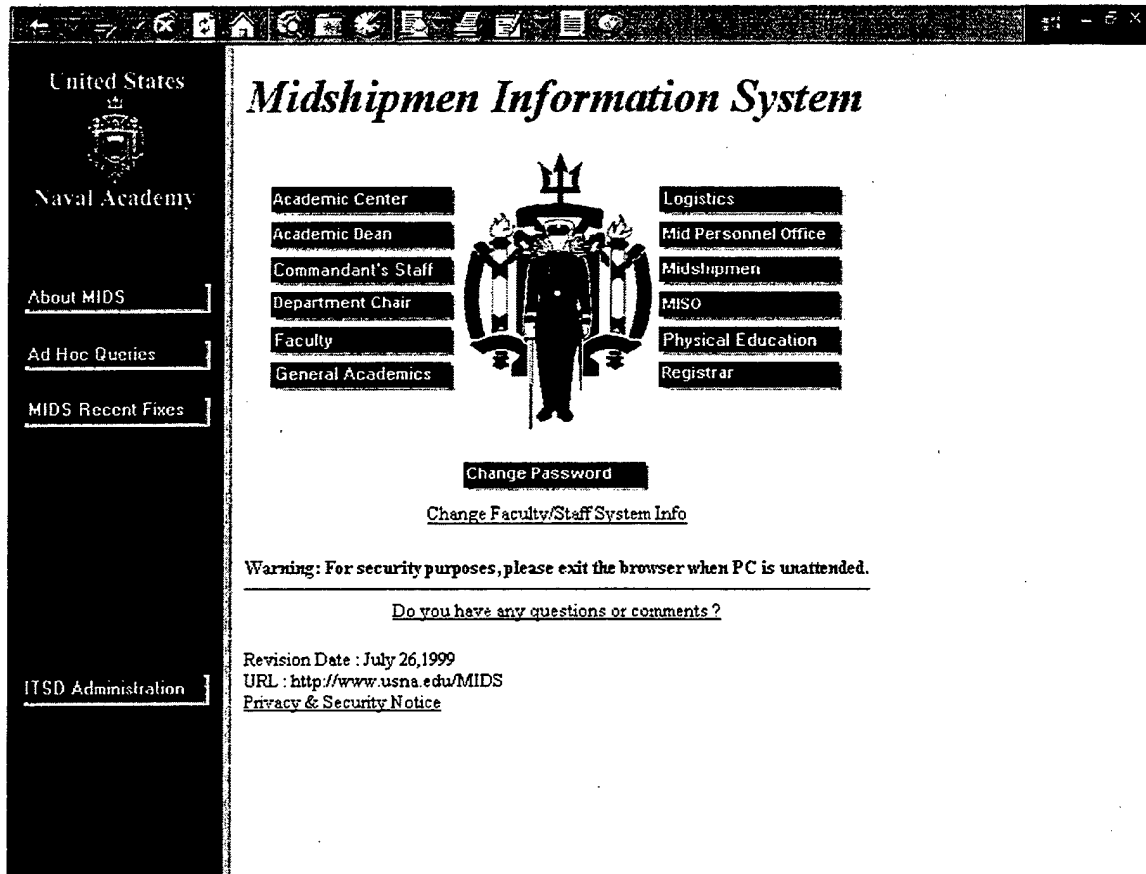 United States
Naval Academy
About MIDS
Ad Hoc Queries
MIDS Recent Fixes
ITSD Administration
Midshipmen Information System
Academic Center
Academic Dean
Commandant's Staff
Department Chair
Faculty
General Academics
Logistics
Mid Personnel Office
Midshipmen
MISO
Physical Education
Registrar
Change Password
Change Faculty/Staff System Info
Warning: For security purposes, please exit the browser when PC is unattended.
Do you have any questions or comments ?
Revision Date : July 26,1999
URL : http://www.usna.edu/MIDS
Privacy & Security Notice